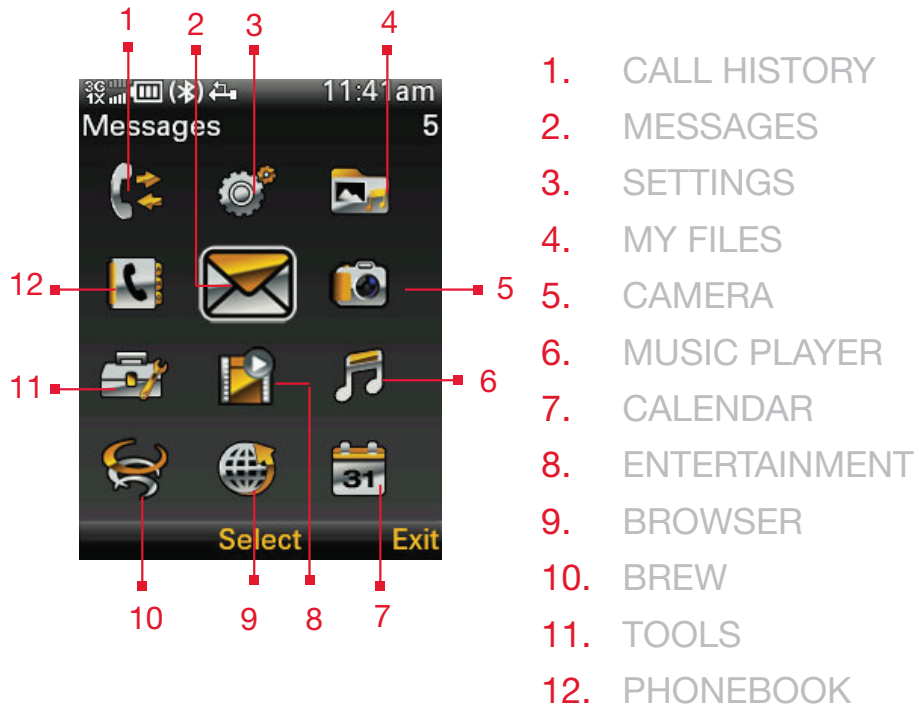 1 2 3 4
3G 1X 11:41am
Messages 5
12 5
11 6
31
Select Exit
10 9 8 7
1. CALL HISTORY
2. MESSAGES
3. SETTINGS
4. MY FILES
5. CAMERA
6. MUSIC PLAYER
7. CALENDAR
8. ENTERTAINMENT
9. BROWSER
10. BREW
11. TOOLS
12. PHONEBOOK